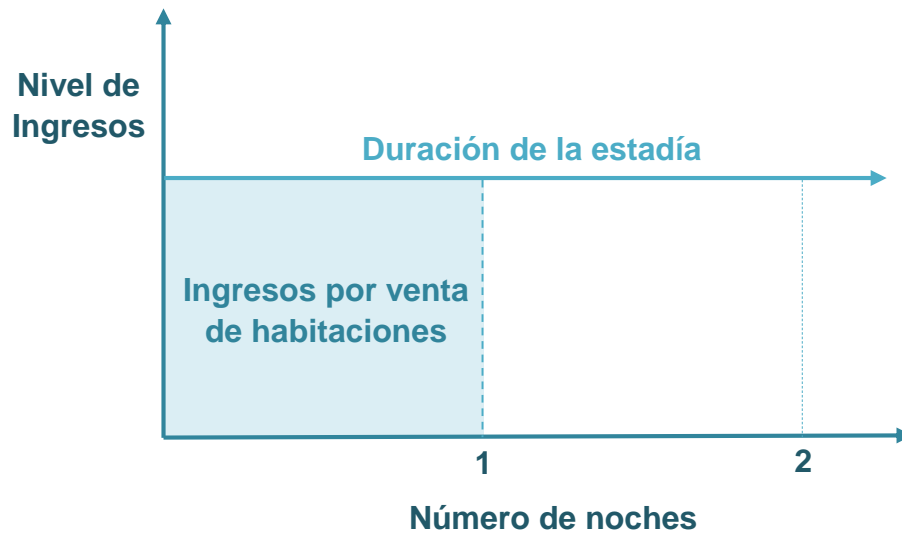 Nivel de
Ingresos
Duración de la estadía
Ingresos por venta
de habitaciones
1
2
Número de noches